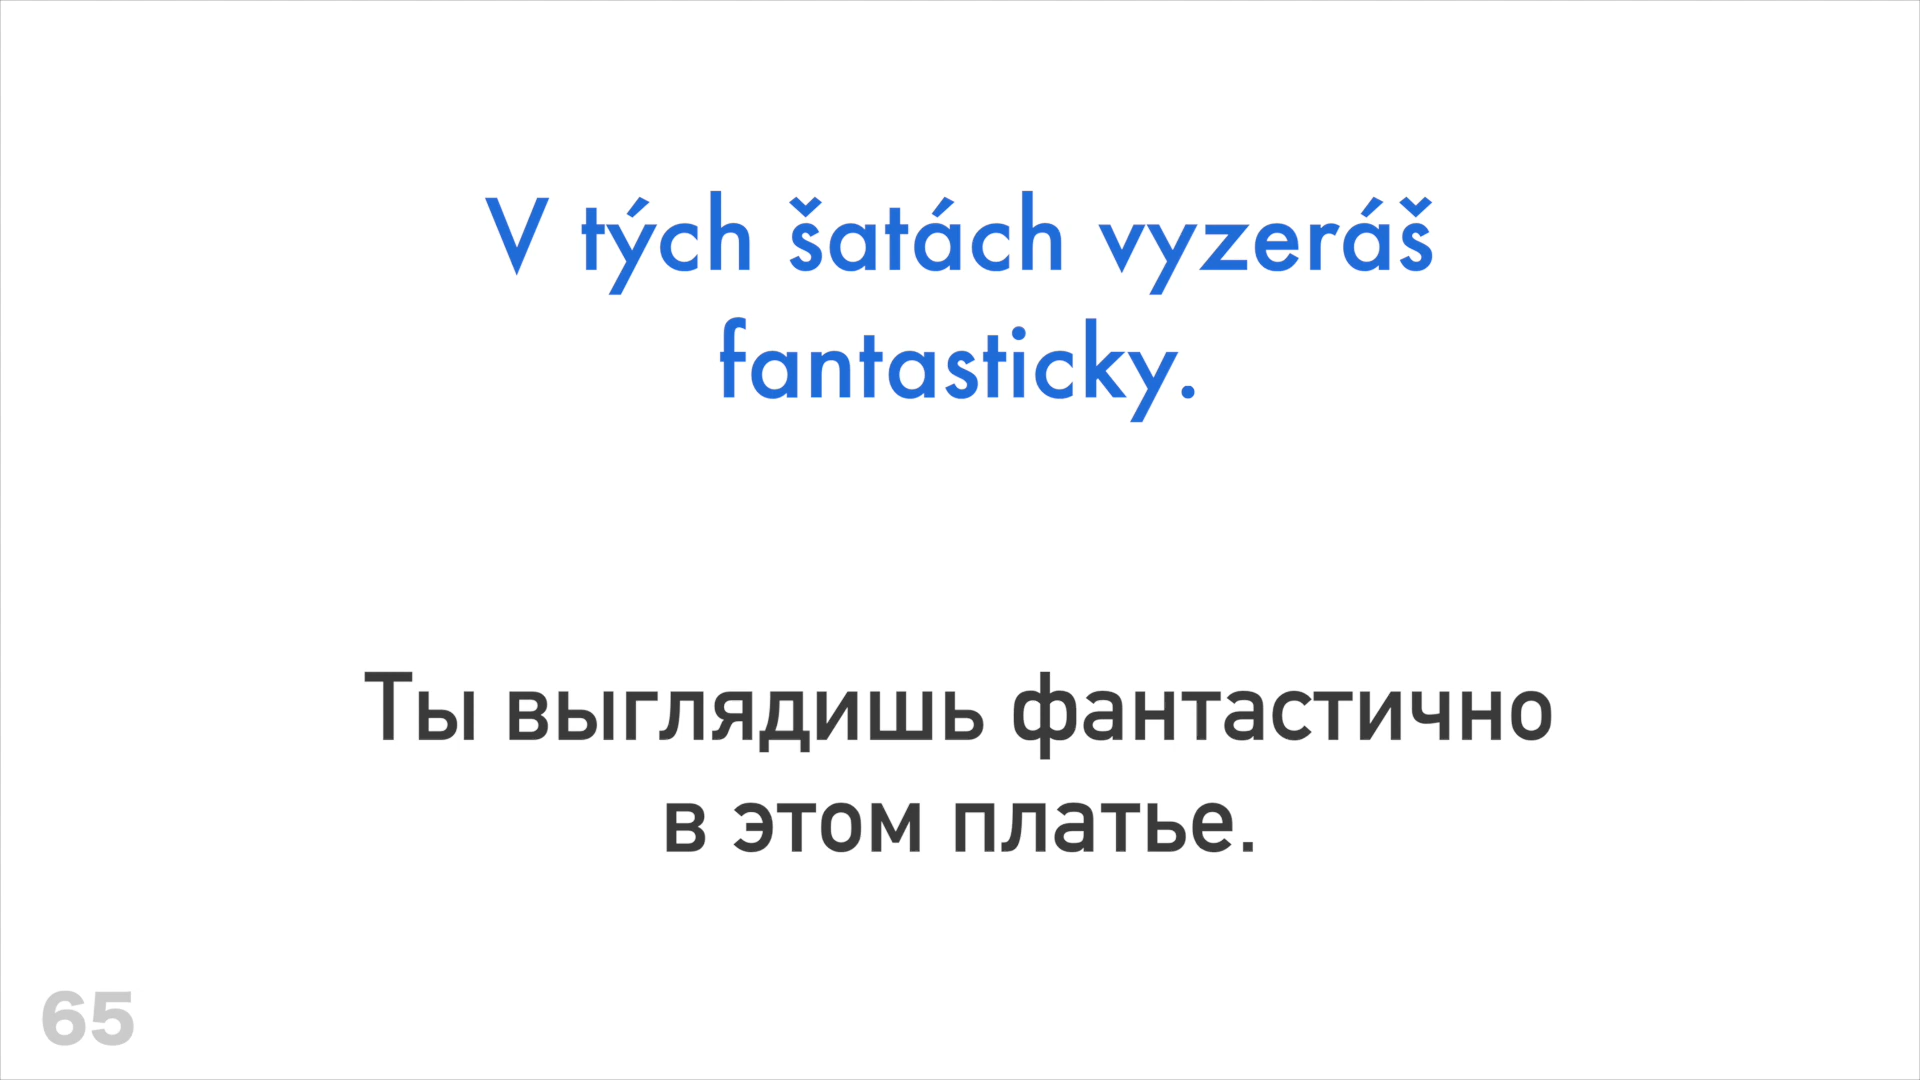 V tých šatách vyzeráš
fantasticky.
Ты выглядишь фантастично
в этом платье.
65